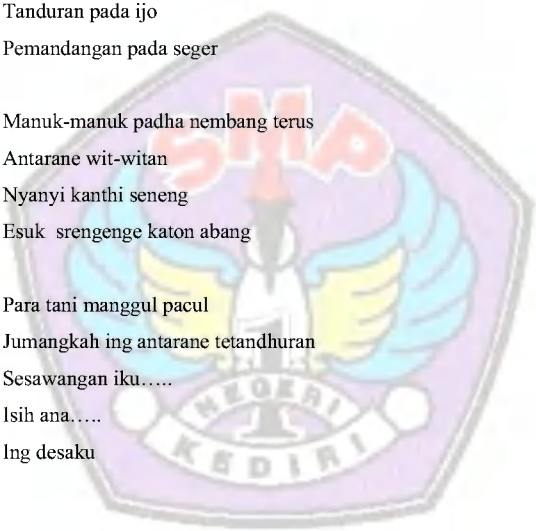 Tanduran pada ijo
Pemandangan pada seger
Manuk-manuk padha nembang terus
Antarane wit-witan
Nyanyi kanthi seneng
Esuk srengenge katon abang
Para tani manggul pacul
Jumangkah ing antarane tetandhuran
Sesawangan iku…..
Isih ana…..
Ing desaku
SMP
1
NEGERI
KEDIRI